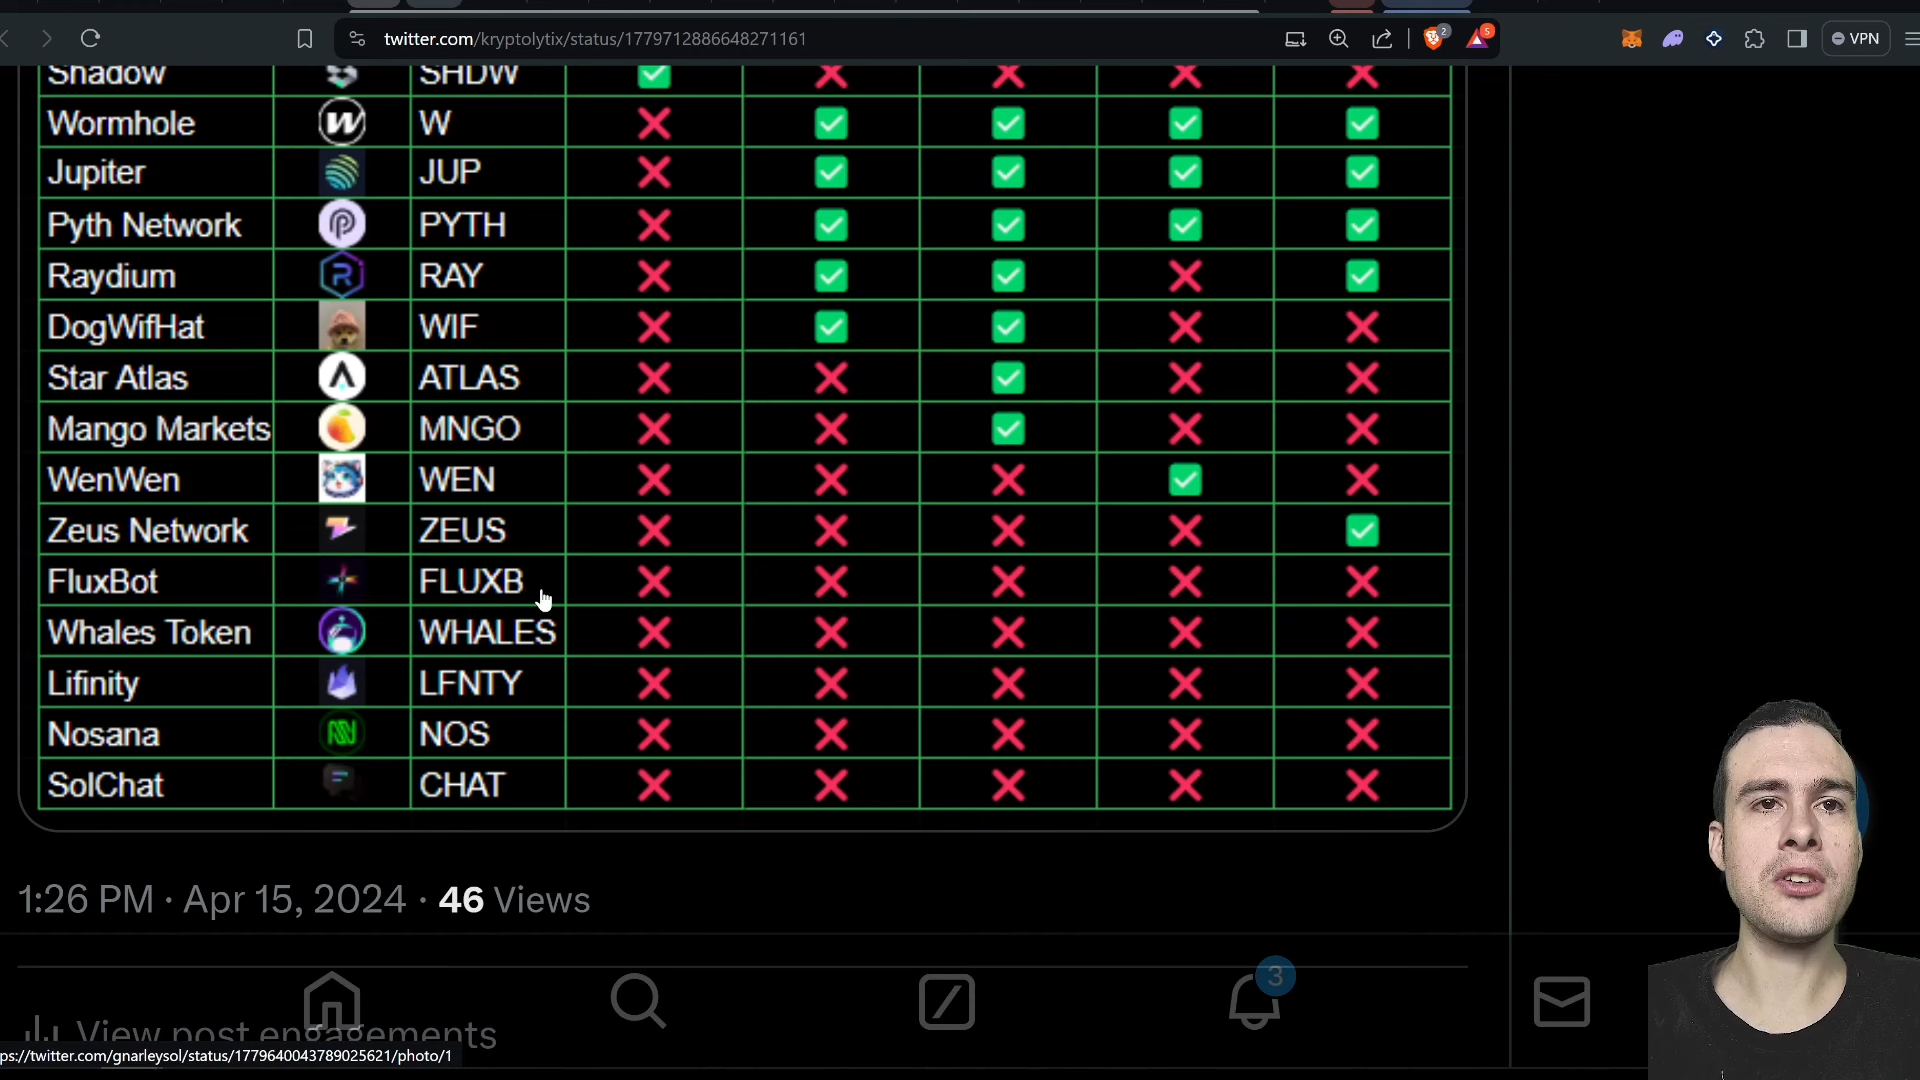 twitter.com/kryptolytix/status/1779712886648271161
2
5
VPN
Shadow SHDW
Wormhole W W
Jupiter JUP
Pyth Network PYTH
Raydium R RAY
DogWifHat WIF
Star Atlas ATLAS
Mango Markets MNGO
WenWen WEN
Zeus Network ZEUS
FluxBot FLUXB
Whales Token WHALES
Lifinity LFNTY
Nosana NOS
SolChat CHAT
1:26 PM · Apr 15, 2024 · 46 Views
3
View post engagements
ps://twitter.com/gnarleysol/status/1779640043789025621/photo/1